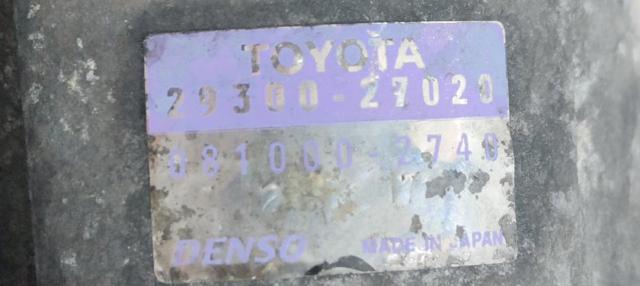 TOYOTA
29300-27020
081000-2740
DENSO MADE IN JAPAN